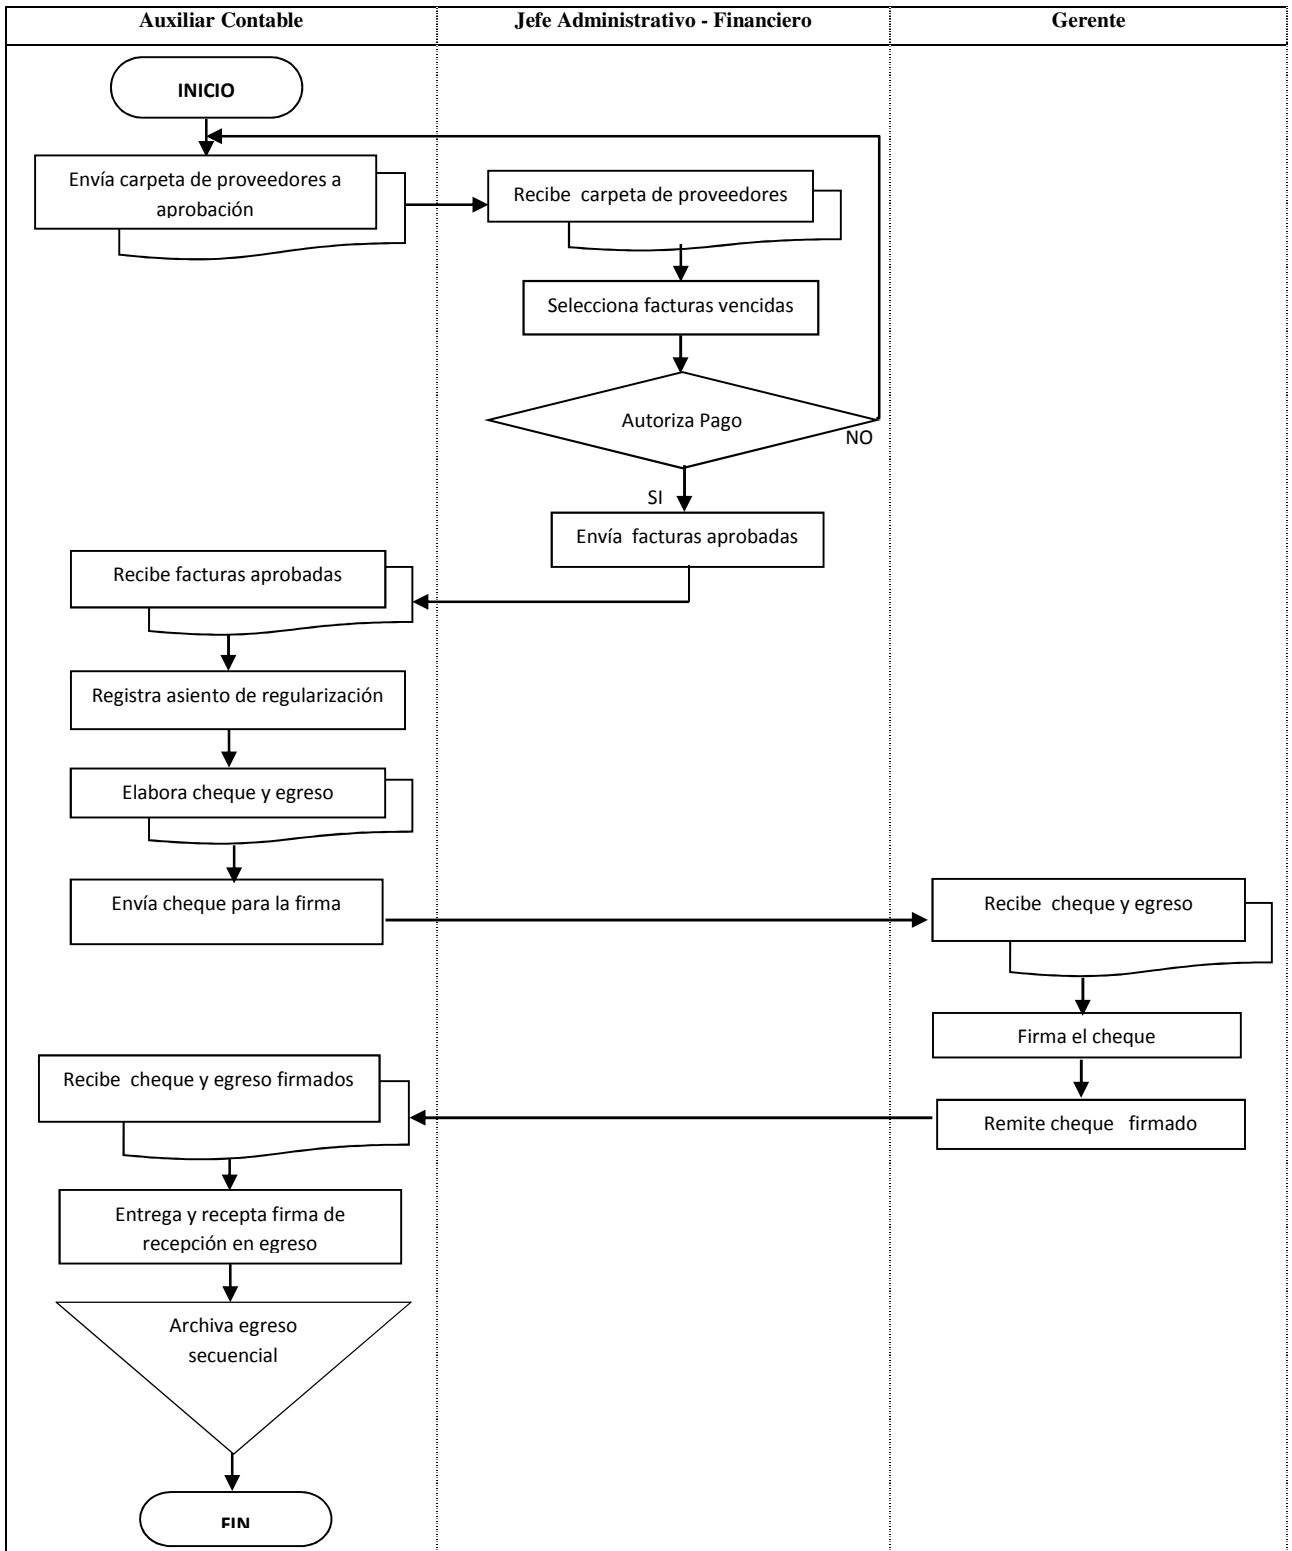 Auxiliar Contable
Jefe Administrativo - Financiero
Gerente
INICIO
Envía carpeta de proveedores a
aprobación
Recibe carpeta de proveedores
Selecciona facturas vencidas
Autoriza Pago
NO
SI
Envía facturas aprobadas
Recibe facturas aprobadas
Registra asiento de regularización
Elabora cheque y egreso
Envía cheque para la firma
Recibe cheque y egreso
Firma el cheque
Remite cheque firmado
Recibe cheque y egreso firmados
Entrega y recepta firma de
recepción en egreso
Archiva egreso
secuencial
FIN